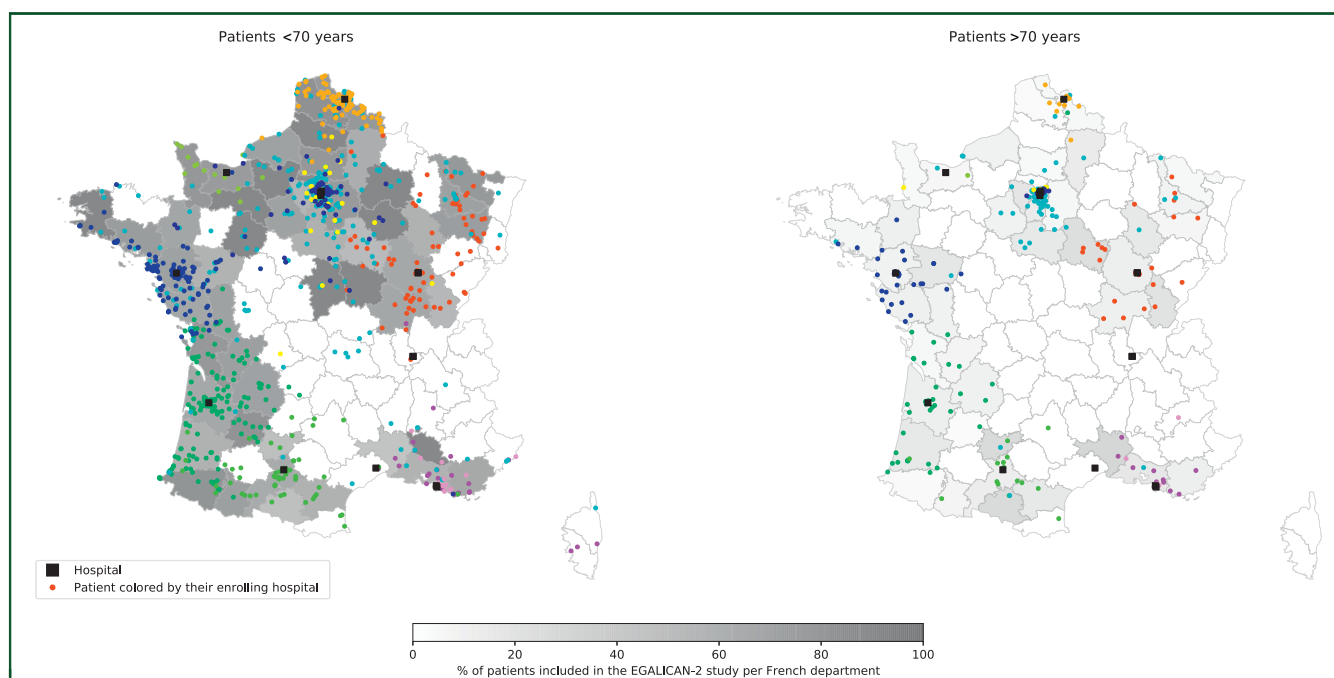 Patients <70 years
Patients >70 years
Hospital
Patient colored by their enrolling hospital
0 20 40 60 80 100
% of patients included in the EGALICAN-2 study per French department